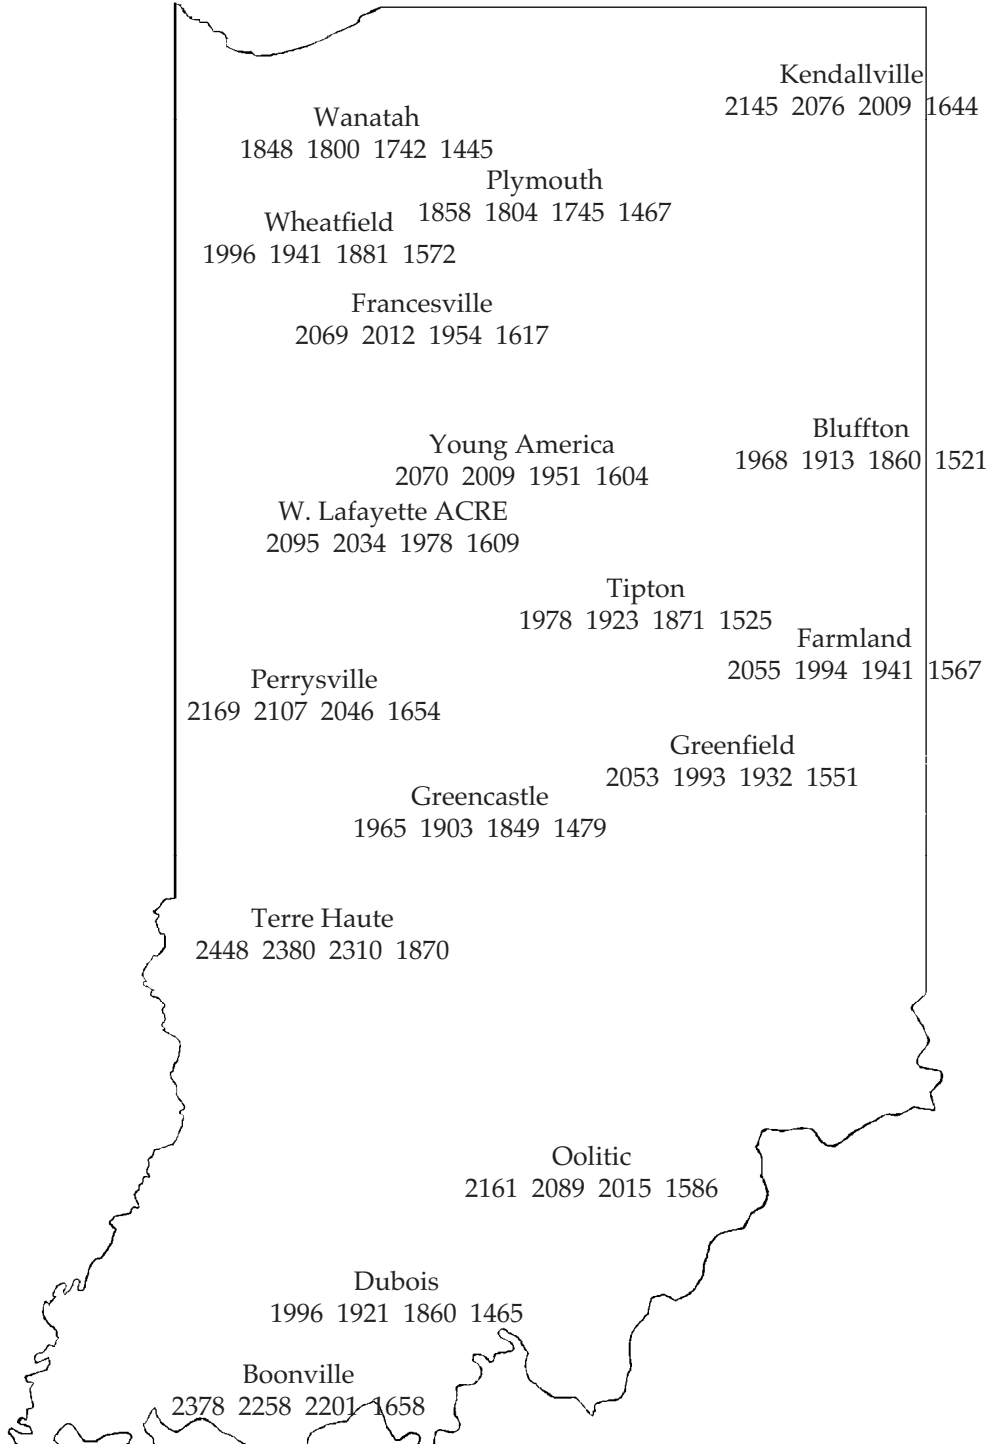 Kendallville
2145 2076 2009 1644
Wanatah
1848 1800 1742 1445
Plymouth
1858 1804 1745 1467
Wheatfield
1996 1941 1881 1572
Francesville
2069 2012 1954 1617
Bluffton
1968 1913 1860 1521
Young America
2070 2009 1951 1604
W. Lafayette ACRE
2095 2034 1978 1609
Tipton
1978 1923 1871 1525
Farmland
2055 1994 1941 1567
Perrysville
2169 2107 2046 1654
Greenfield
2053 1993 1932 1551
Greencastle
1965 1903 1849 1479
Terre Haute
2448 2380 2310 1870
Oolitic
2161 2089 2015 1586
Dubois
1996 1921 1860 1465
Boonville
2378 2258 2201 1658